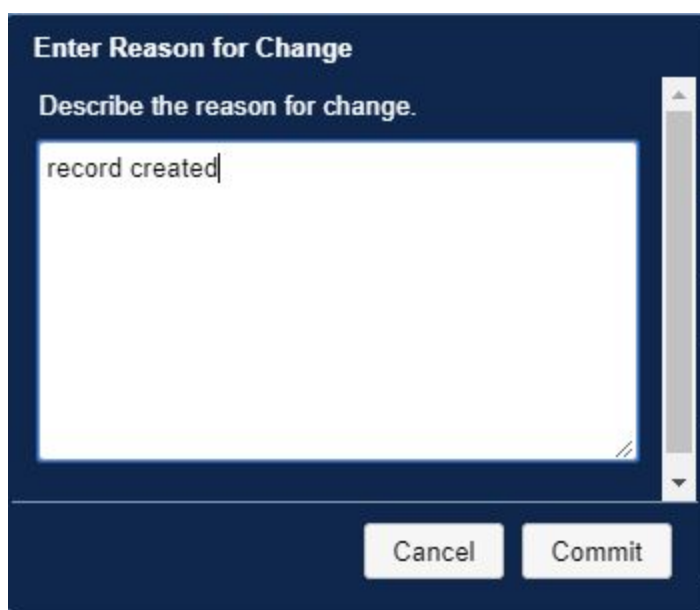 Enter Reason for Change
Describe the reason for change.
record created
Cancel Commit